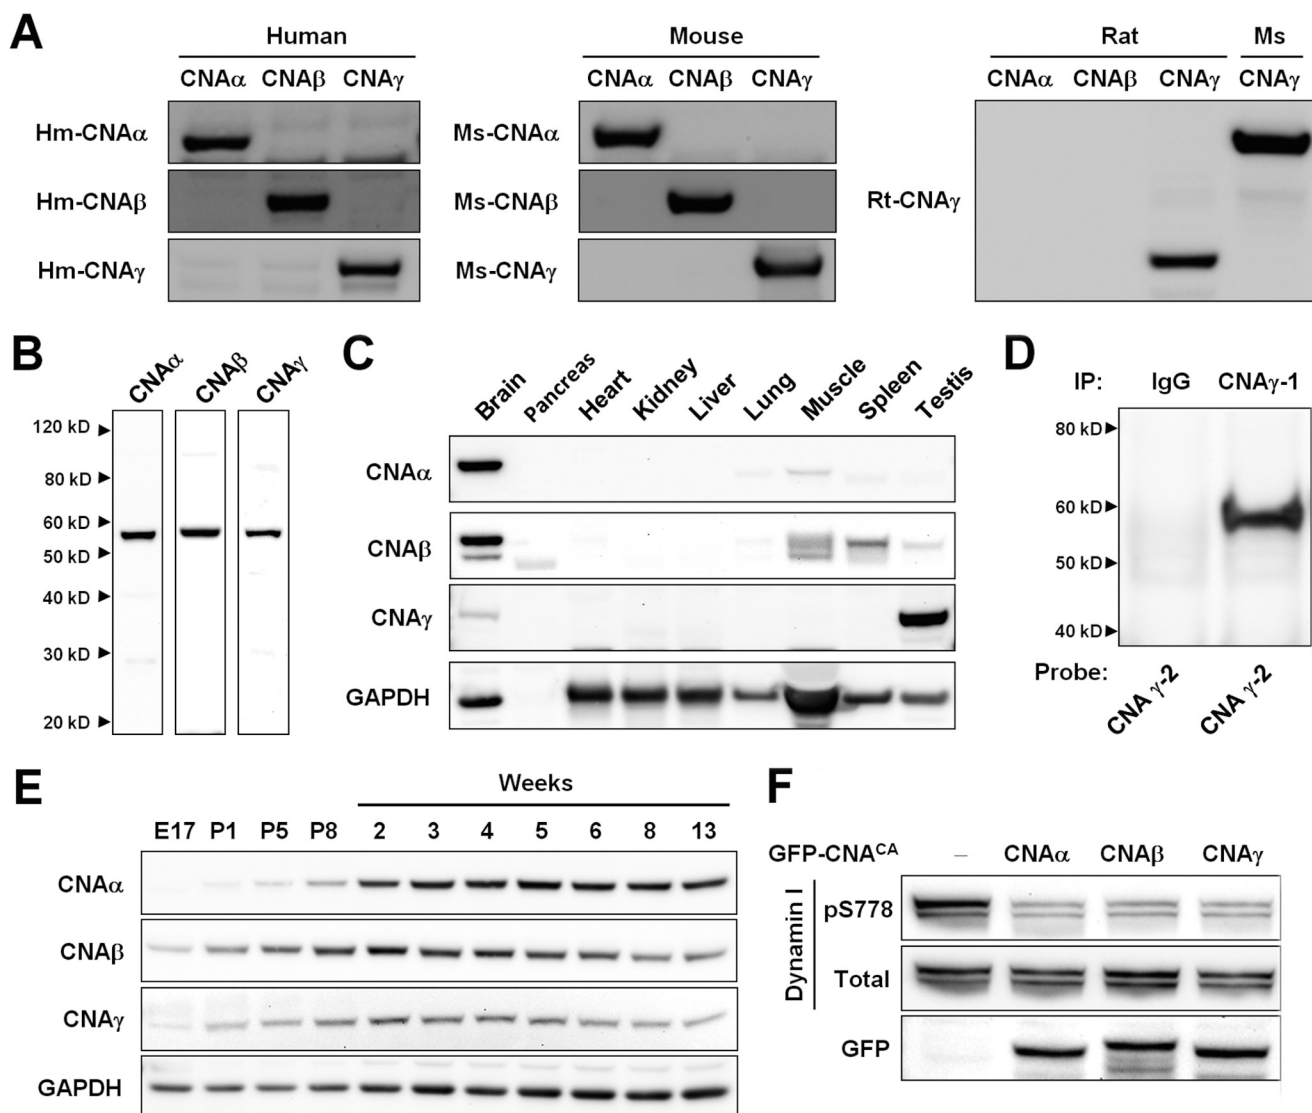 A
Human
CNAα CNAβ CNAγ
Hm-CNAα
Hm-CNAβ
Hm-CNAγ
Mouse
CNAα CNAβ CNAγ
Ms-CNAα
Ms-CNAβ
Ms-CNAγ
Rat Ms
CNAα CNAβ CNAγ CNAγ
Rt-CNAγ
B
CNAα CNAβ CNAγ
120 kD
80 kD
60 kD
50 kD
40 kD
30 kD
20 kD
C
Brain Pancreas Heart Kidney Liver Lung Muscle Spleen Testis
CNAα
CNAβ
CNAγ
GAPDH
D
IP: IgG CNAγ-1
80 kD
60 kD
50 kD
40 kD
Probe:
CNA γ-2 CNA γ-2
E
Weeks
E17 P1 P5 P8 2 3 4 5 6 8 13
CNAα
CNAβ
CNAγ
GAPDH
F
GFP-CNA^CA – CNAα CNAβ CNAγ
Dynamin I
pS778
Total
GFP